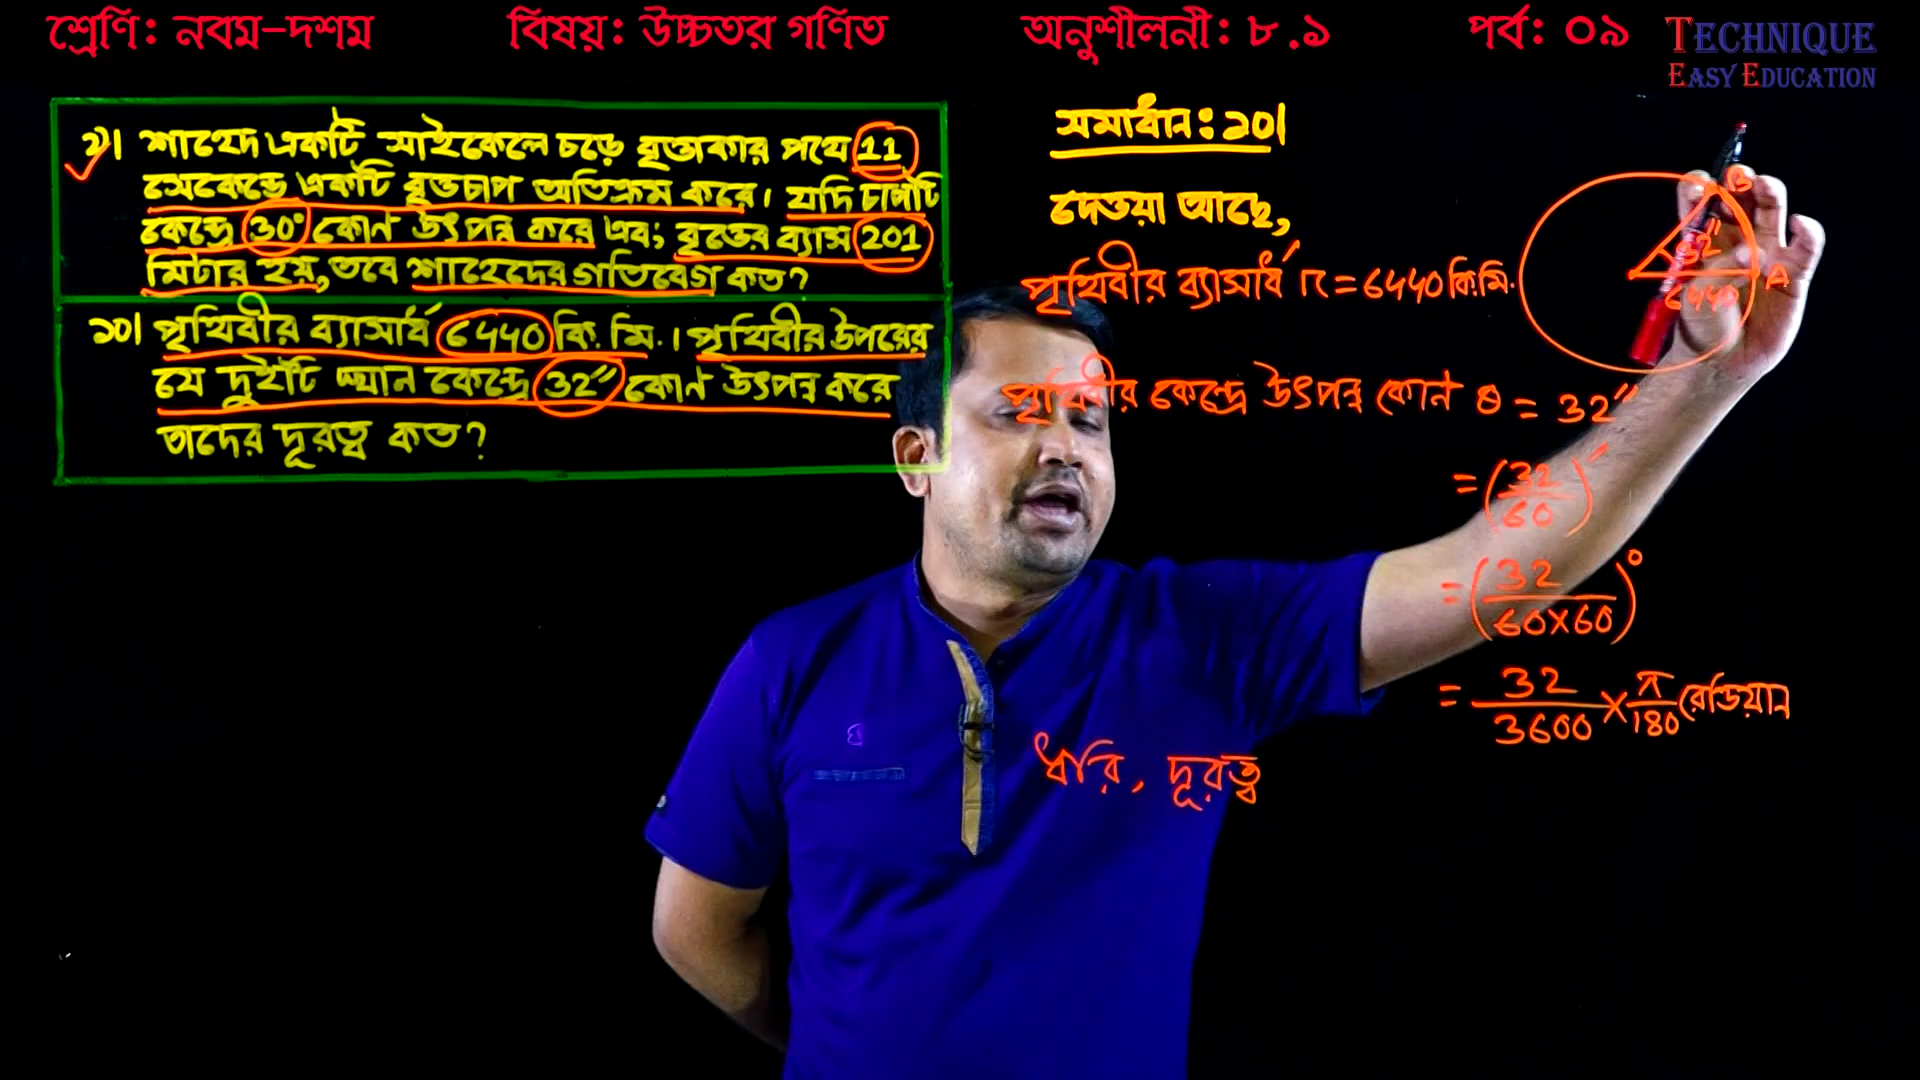 শ্রেণি: নবম-দশম বিষয়: উচ্চতর গণিত অনুশীলনী: ৮.১ পর্ব: ০৯
TECHNIQUE
EASY EDUCATION
৯। শাহেদ একটি সাইকেলে চড়ে বৃত্তাকার পথে 11
সেকেন্ডে একটি বৃত্তচাপ অতিক্রম করে। যদি চাপটি
কেন্দ্রে 30° কোণ উৎপন্ন করে এবং বৃত্তের ব্যাস 201
মিটার হয়, তবে শাহেদের গতিবেগ কত?
১০। পৃথিবীর ব্যাসার্ধ 6440 কি. মি.। পৃথিবীর উপরের
যে দুইটি স্থান কেন্দ্রে 32″ কোণ উৎপন্ন করে
তাদের দূরত্ব কত?
সমাধান: ১০।
দেওয়া আছে,
পৃথিবীর ব্যাসার্ধ r = 6440 কি.মি.
B
32″
A
6440
পৃথিবীর কেন্দ্রে উৎপন্ন কোণ θ = 32″
= (32/60)′
= (32/60×60)°
= 32/3600 × π/180 রেডিয়ান
ধরি, দূরত্ব